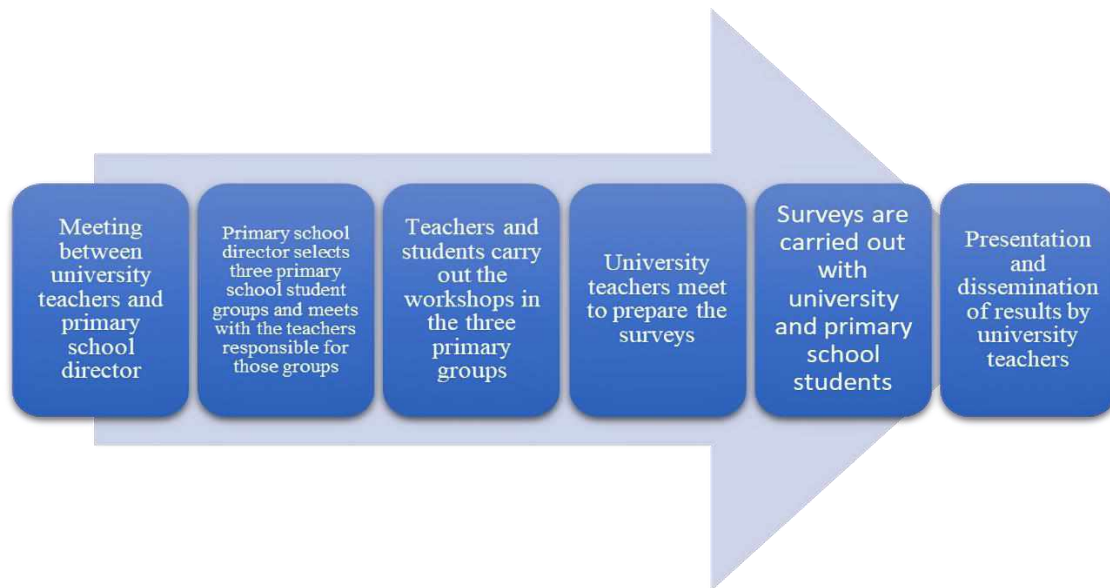 Meeting
between
university
teachers and
primary
school
director
Primary school
director selects
three primary
school student
groups and meets
with the teachers
responsible for
those groups
Teachers and
students carry
out the
workshops in
the three
primary
groups
University
teachers meet
to prepare the
surveys
Surveys are
carried out
with
university
and primary
school
students
Presentation
and
dissemination
of results by
university
teachers